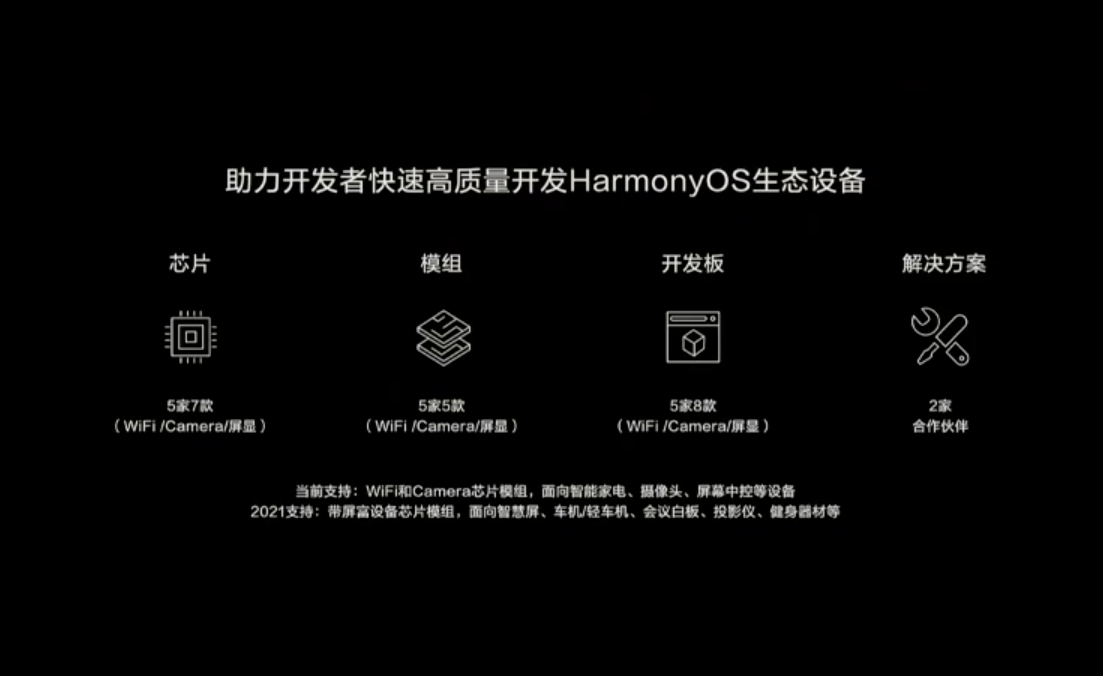 助力开发者快速高质量开发HarmonyOS生态设备
芯片
模组
开发板
解决方案
5家7款
（WiFi /Camera/屏显）
5家5款
（WiFi /Camera/屏显）
5家8款
（WiFi /Camera/屏显）
2家
合作伙伴
当前支持：WiFi和Camera芯片模组，面向智能家电、摄像头、屏幕中控等设备
2021支持：带屏富设备芯片模组，面向智慧屏、车机/轻车机、会议白板、投影仪、健身器材等